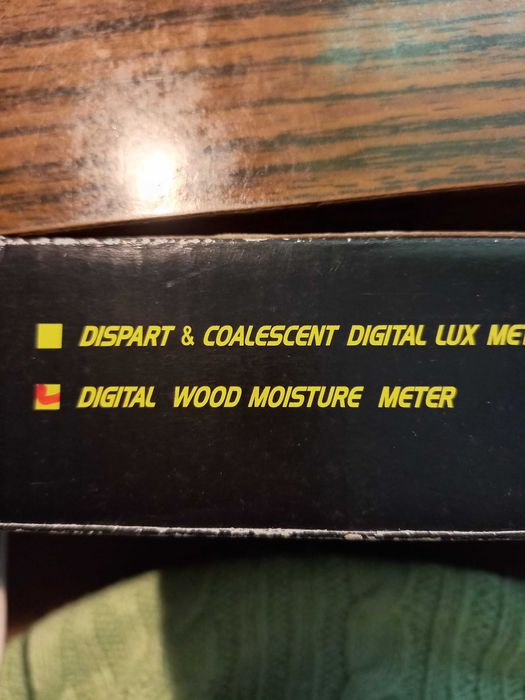 DISPART & COALESCENT DIGITAL LUX
DIGITAL WOOD MOISTURE METER